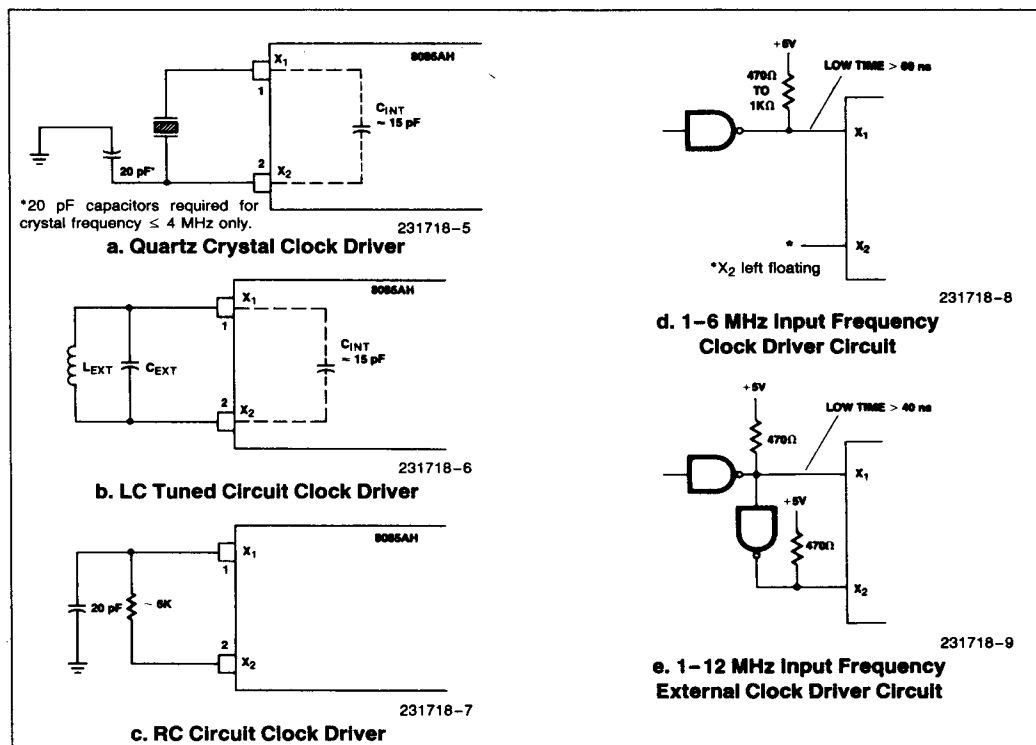 8085AH
X1
1
CINT
~ 15 pF
20 pF*
2
X2
*20 pF capacitors required for
crystal frequency ≤ 4 MHz only.
231718–5
a. Quartz Crystal Clock Driver
8085AH
X1
1
CINT
≈ 15 pF
LEXT
CEXT
2
X2
231718–6
b. LC Tuned Circuit Clock Driver
8085AH
X1
1
20 pF
~ 6K
2
X2
231718–7
c. RC Circuit Clock Driver
+5V
470Ω
TO
1KΩ
LOW TIME > 60 ns
X1
*
X2
*X2 left floating
231718–8
d. 1–6 MHz Input Frequency
Clock Driver Circuit
+5V
LOW TIME > 40 ns
470Ω
X1
+5V
470Ω
X2
231718–9
e. 1–12 MHz Input Frequency
External Clock Driver Circuit